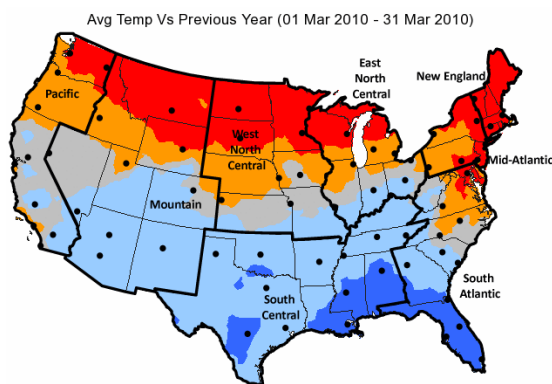 Avg Temp Vs Previous Year (01 Mar 2010 - 31 Mar 2010)
East
North
Central
New England
Pacific
West
North
Central
Mid-Atlantic
Mountain
South
Central
South
Atlantic